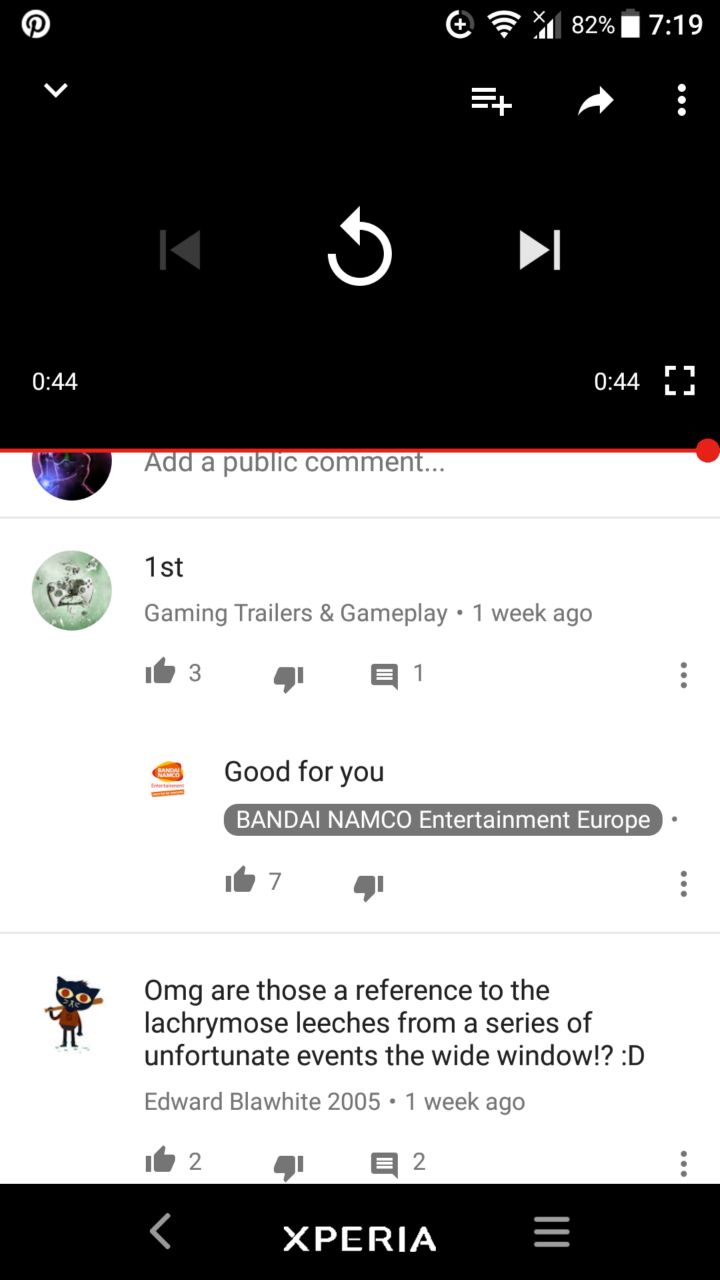 82% 7:19
0:44 0:44
Add a public comment...
1st
Gaming Trailers & Gameplay • 1 week ago
3 1
BANDAI
NAMCO
Entertainment
Good for you
BANDAI NAMCO Entertainment Europe •
7
Omg are those a reference to the
lachrymose leeches from a series of
unfortunate events the wide window!? :D
Edward Blawhite 2005 • 1 week ago
2 2
XPERIA